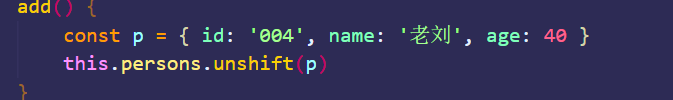 add() {
const p = { id: '004', name: '老刘', age: 40 }
this.persons.unshift(p)
}